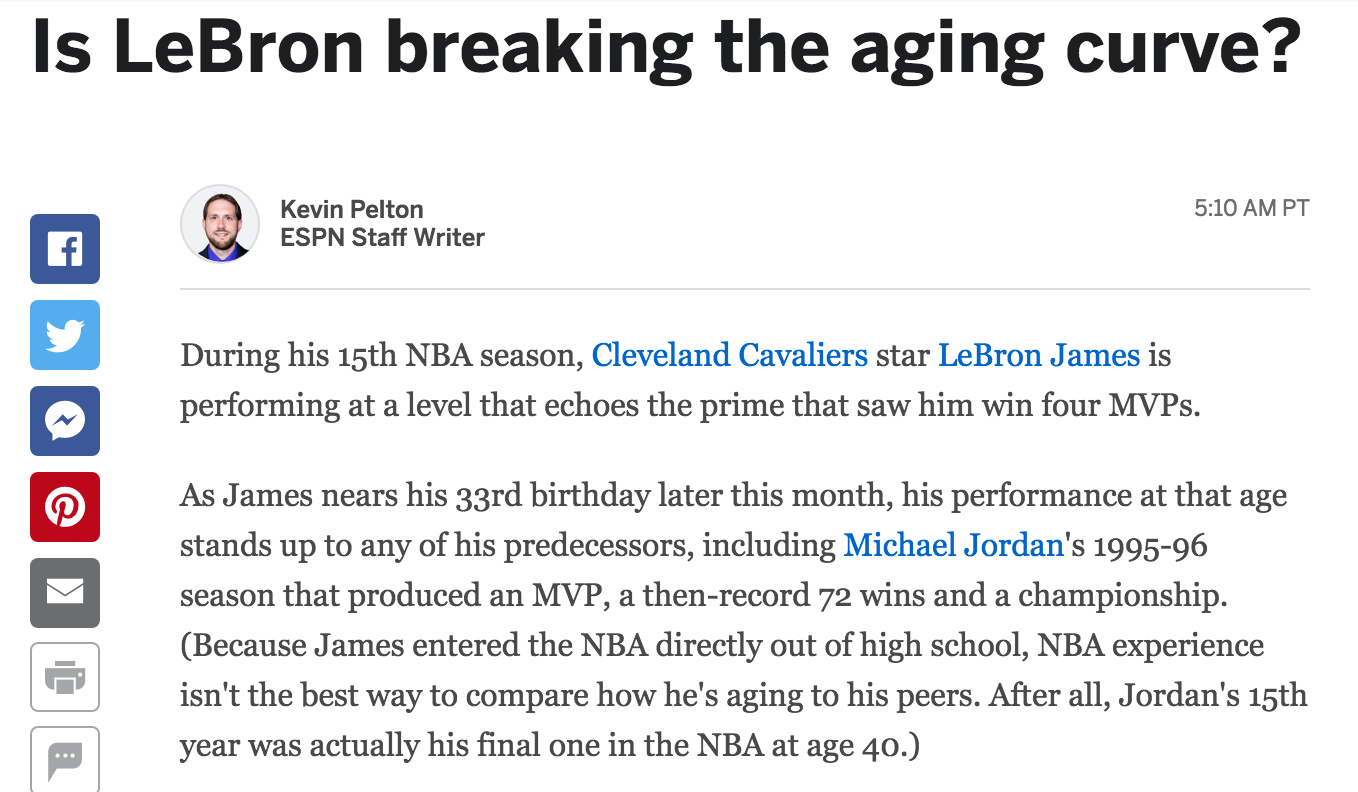 Is LeBron breaking the aging curve?
Kevin Pelton
ESPN Staff Writer
5:10 AM PT
During his 15th NBA season, Cleveland Cavaliers star LeBron James is
performing at a level that echoes the prime that saw him win four MVPs.
As James nears his 33rd birthday later this month, his performance at that age
stands up to any of his predecessors, including Michael Jordan's 1995-96
season that produced an MVP, a then-record 72 wins and a championship.
(Because James entered the NBA directly out of high school, NBA experience
isn't the best way to compare how he's aging to his peers. After all, Jordan's 15th
year was actually his final one in the NBA at age 40.)